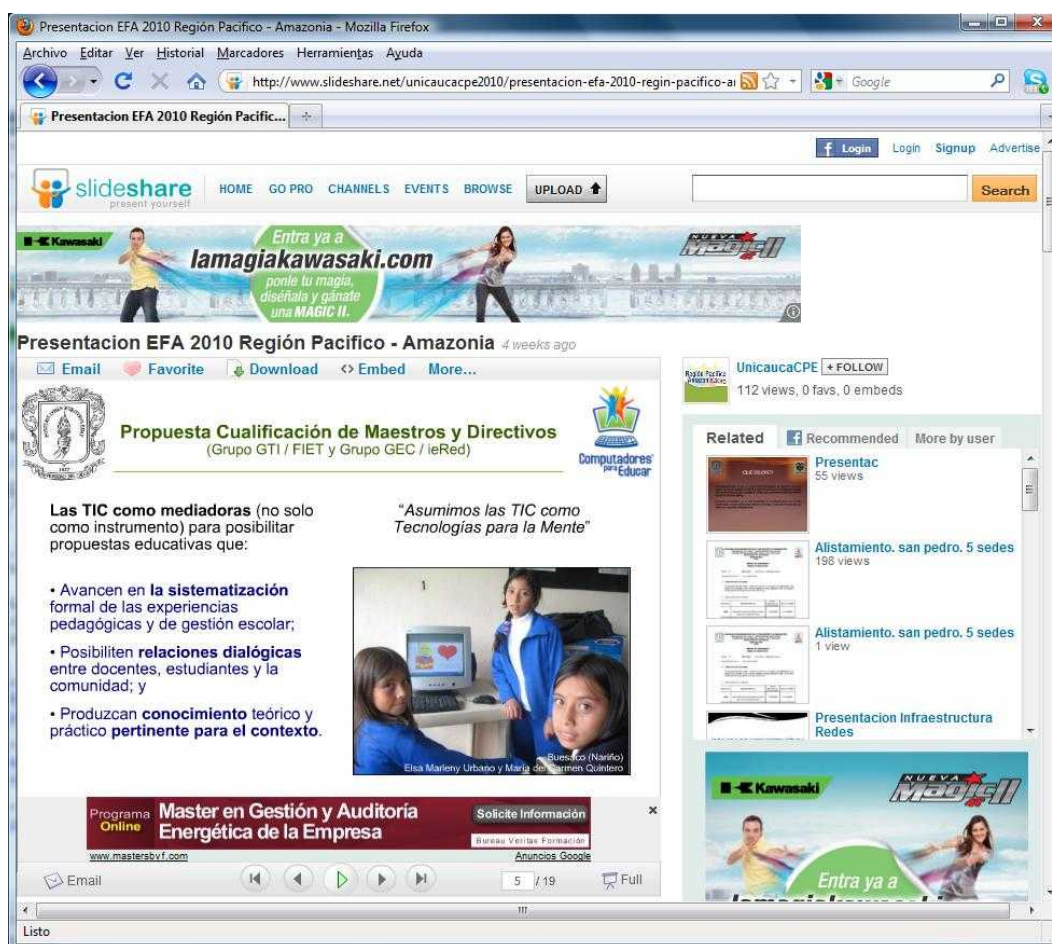 Presentacion EFA 2010 Región Pacifico - Amazonia - Mozilla Firefox
Archivo Editar Ver Historial Marcadores Herramientas Ayuda
http://www.slideshare.net/unicaucacpe2010/presentacion-efa-2010-regin-pacifico-a
Google
Presentacion EFA 2010 Región Pacific...
f Login Login Signup Advertise
slideshare
present yourself
HOME GO PRO CHANNELS EVENTS BROWSE UPLOAD
Search
Kawasaki
Entra ya a
lamagiakawasaki.com
ponle tu magia,
diséñala y gánate
una MAGIC II.
NUEVA
Magic II
Presentacion EFA 2010 Región Pacifico - Amazonia 4 weeks ago
Email Favorite Download <> Embed More...
UnicaucaCPE + FOLLOW
112 views, 0 favs, 0 embeds
Propuesta Cualificación de Maestros y Directivos
(Grupo GTI / FIET y Grupo GEC / ieRed)
Computadores
para Educar
Las TIC como mediadoras (no solo
como instrumento) para posibilitar
propuestas educativas que:
• Avancen en la sistematización
formal de las experiencias
pedagógicas y de gestión escolar;
• Posibiliten relaciones dialógicas
entre docentes, estudiantes y la
comunidad; y
• Produzcan conocimiento teórico y
práctico pertinente para el contexto.
“Asumimos las TIC como
Tecnologías para la Mente”
1
Buesaco (Nariño)
Elsa Marleny Urbano y María del Carmen Quintero
Programa
Online
Master en Gestión y Auditoría
Energética de la Empresa
Solicite Información
Bureau Veritas Formación
www.mastersbvf.com
Anuncios Google
Email
5 / 19
Full
Related Recommended More by user
Presentac
55 views
Alistamiento. san pedro. 5 sedes
198 views
Alistamiento. san pedro. 5 sedes
1 view
Presentacion Infraestructura
Redes
Kawasaki
NUEVA
Magic II
Entra ya a
lamagiakawasaki.com
Listo